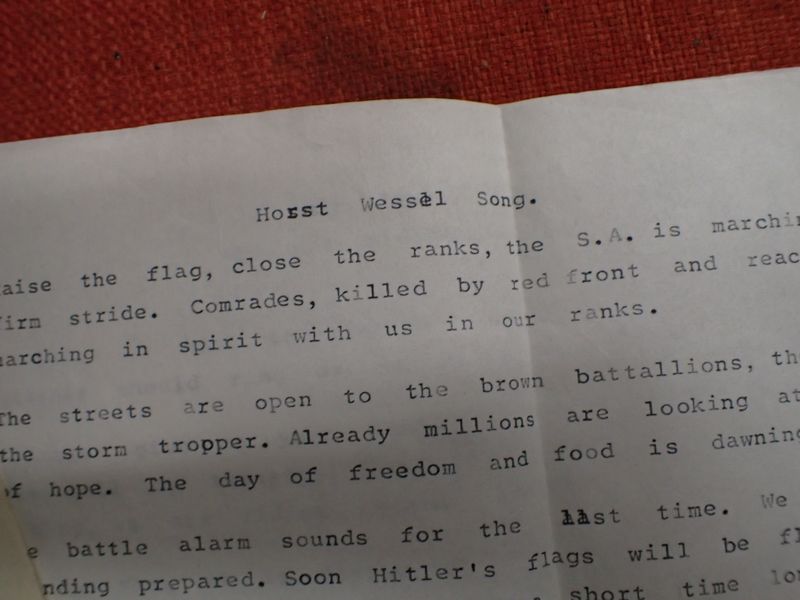 Horst Wessel Song.
aise the flag, close the ranks, the S.A. is marchin
firm stride. Comrades, killed by red front and reac
marching in spirit with us in our ranks.
The streets are open to the brown battallions, th
the storm tropper. Already millions are looking at
of hope. The day of freedom and food is dawning
e battle alarm sounds for the last time. We
nding prepared. Soon Hitler's flags will be fl
short time lon